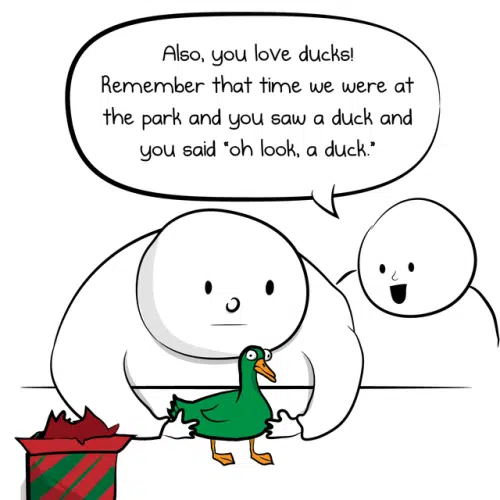 Also, you love ducks!
Remember that time we were at
the park and you saw a duck and
you said "oh look, a duck."